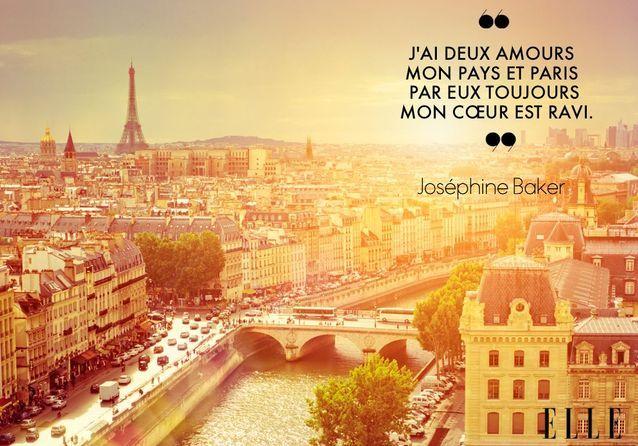 “
J'AI DEUX AMOURS
MON PAYS ET PARIS
PAR EUX TOUJOURS
MON CŒUR EST RAVI.
”
Joséphine Baker
ELLE